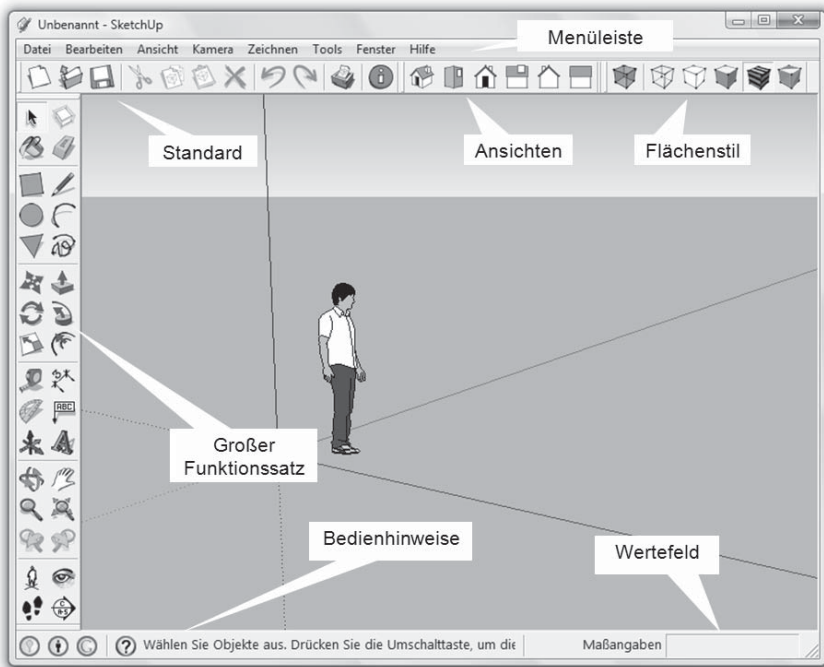 Unbenannt - SketchUp
Datei Bearbeiten Ansicht Kamera Zeichnen Tools Fenster Hilfe
Menüleiste
Standard
Ansichten
Flächenstil
ABC
Großer
Funktionssatz
Bedienhinweise
Wertefeld
Wählen Sie Objekte aus. Drücken Sie die Umschalttaste, um die
Maßangaben